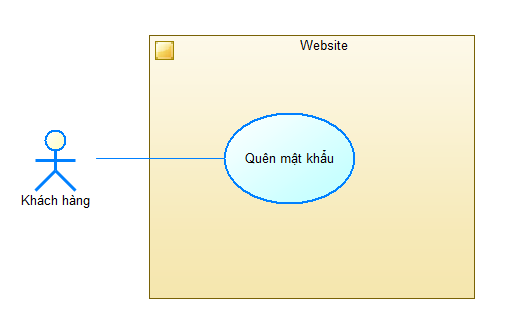 Website
Quên mật khẩu
Khách hàng